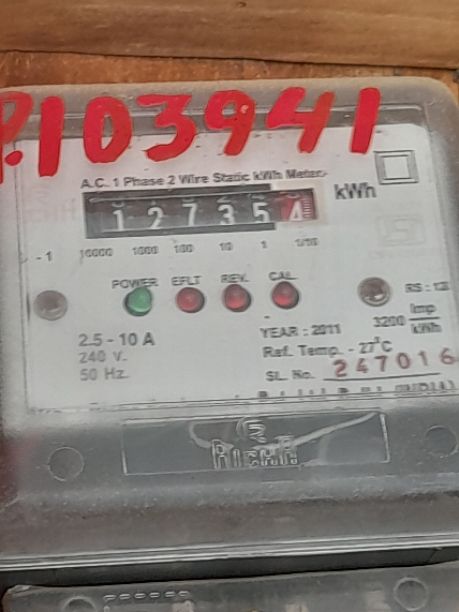 P.103941
A.C. 1 Phase 2 Wire Static kWh Meter
1 2 7 3 5 4 kWh
- 1 10000 1000 100 10 1 1/10
POWER EFLT REV. CAL
2.5 - 10 A
240 V.
50 Hz.
YEAR : 2011
3200 Imp/kWh
Ref. Temp. - 27°C
SL. No. 247016